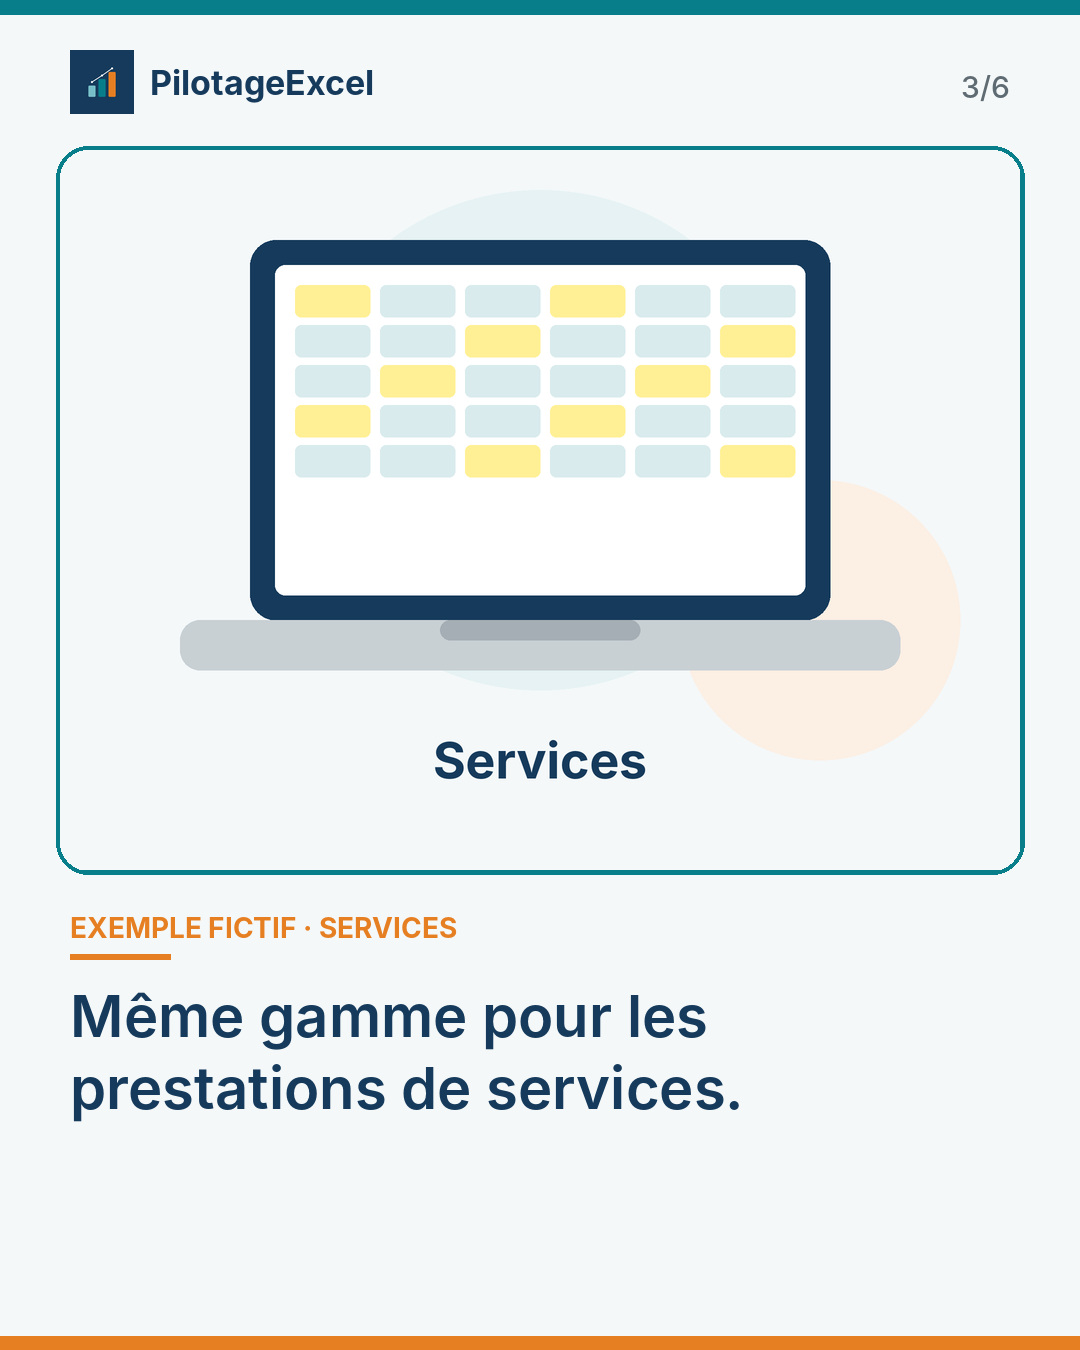 PilotageExcel
3/6
Services
EXEMPLE FICTIF · SERVICES
Même gamme pour les
prestations de services.